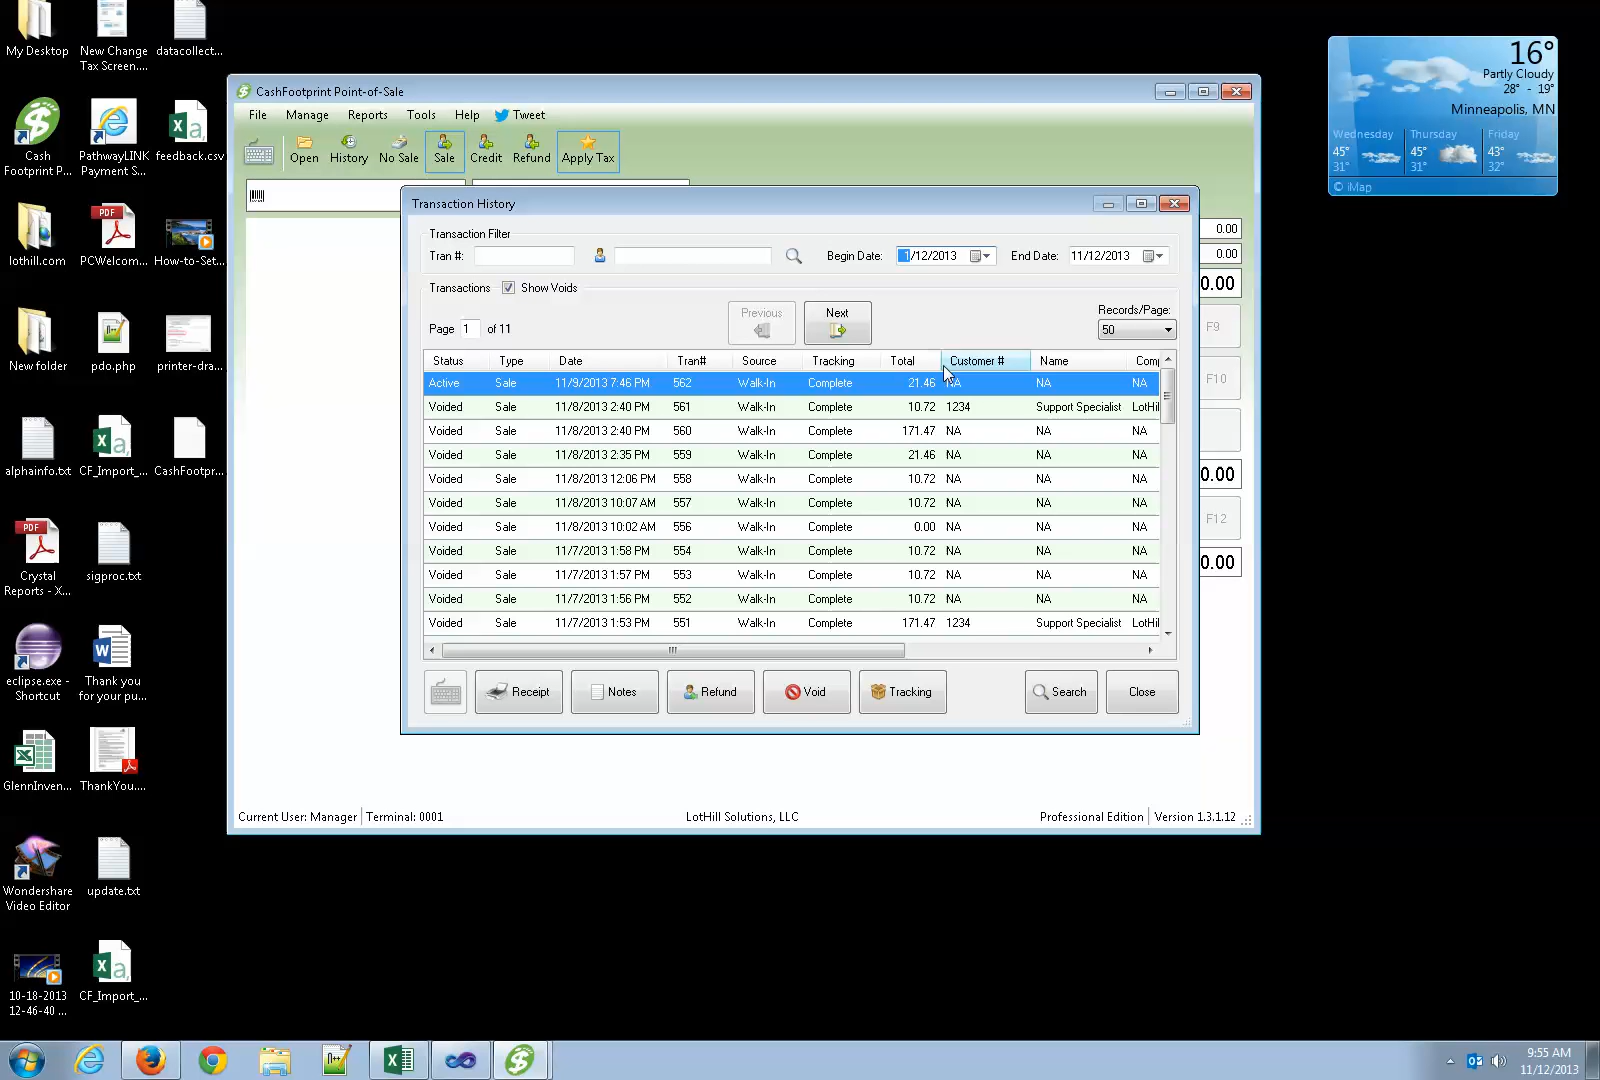 My Desktop
New Change
Tax Screen....
datacollect...
Cash
Footprint P...
PathwayLINK
Payment S...
feedback.csv
lothill.com
PCWelcom...
How-to-Set...
New folder
pdo.php
printer-dra...
alphainfo.txt
CF_Import_...
CashFootpr...
Crystal
Reports - X...
sigproc.txt
eclipse.exe -
Shortcut
Thank you
for your pu...
GlennInven...
ThankYou....
Wondershare
Video Editor
update.txt
10-18-2013
12-46-40 ...
CF_Import_...
CashFootprint Point-of-Sale
File Manage Reports Tools Help Tweet
Open History No Sale Sale Credit Refund Apply Tax
Transaction History
Transaction Filter
Tran #: Begin Date: 1/12/2013 End Date: 11/12/2013
Transactions Show Voids
Page 1 of 11
Previous
Next
Records/Page:
50
Status Type Date Tran# Source Tracking Total Customer # Name Comp
Active Sale 11/9/2013 7:46 PM 562 Walk-In Complete 21.46 NA NA NA
Voided Sale 11/8/2013 2:40 PM 561 Walk-In Complete 10.72 1234 Support Specialist LotHil
Voided Sale 11/8/2013 2:40 PM 560 Walk-In Complete 171.47 NA NA NA
Voided Sale 11/8/2013 2:35 PM 559 Walk-In Complete 21.46 NA NA NA
Voided Sale 11/8/2013 12:06 PM 558 Walk-In Complete 10.72 NA NA NA
Voided Sale 11/8/2013 10:07 AM 557 Walk-In Complete 10.72 NA NA NA
Voided Sale 11/8/2013 10:02 AM 556 Walk-In Complete 0.00 NA NA NA
Voided Sale 11/7/2013 1:58 PM 554 Walk-In Complete 10.72 NA NA NA
Voided Sale 11/7/2013 1:57 PM 553 Walk-In Complete 10.72 NA NA NA
Voided Sale 11/7/2013 1:56 PM 552 Walk-In Complete 10.72 NA NA NA
Voided Sale 11/7/2013 1:53 PM 551 Walk-In Complete 171.47 1234 Support Specialist LotHil
Receipt Notes Refund Void Tracking Search Close
0.00
0.00
0.00
F9
F10
0.00
F12
0.00
Current User: Manager Terminal: 0001 LotHill Solutions, LLC Professional Edition Version 1.3.1.12
16°
Partly Cloudy
28° - 19°
Minneapolis, MN
Wednesday Thursday Friday
45° 45° 43°
31° 31° 32°
© iMap
9:55 AM
11/12/2013